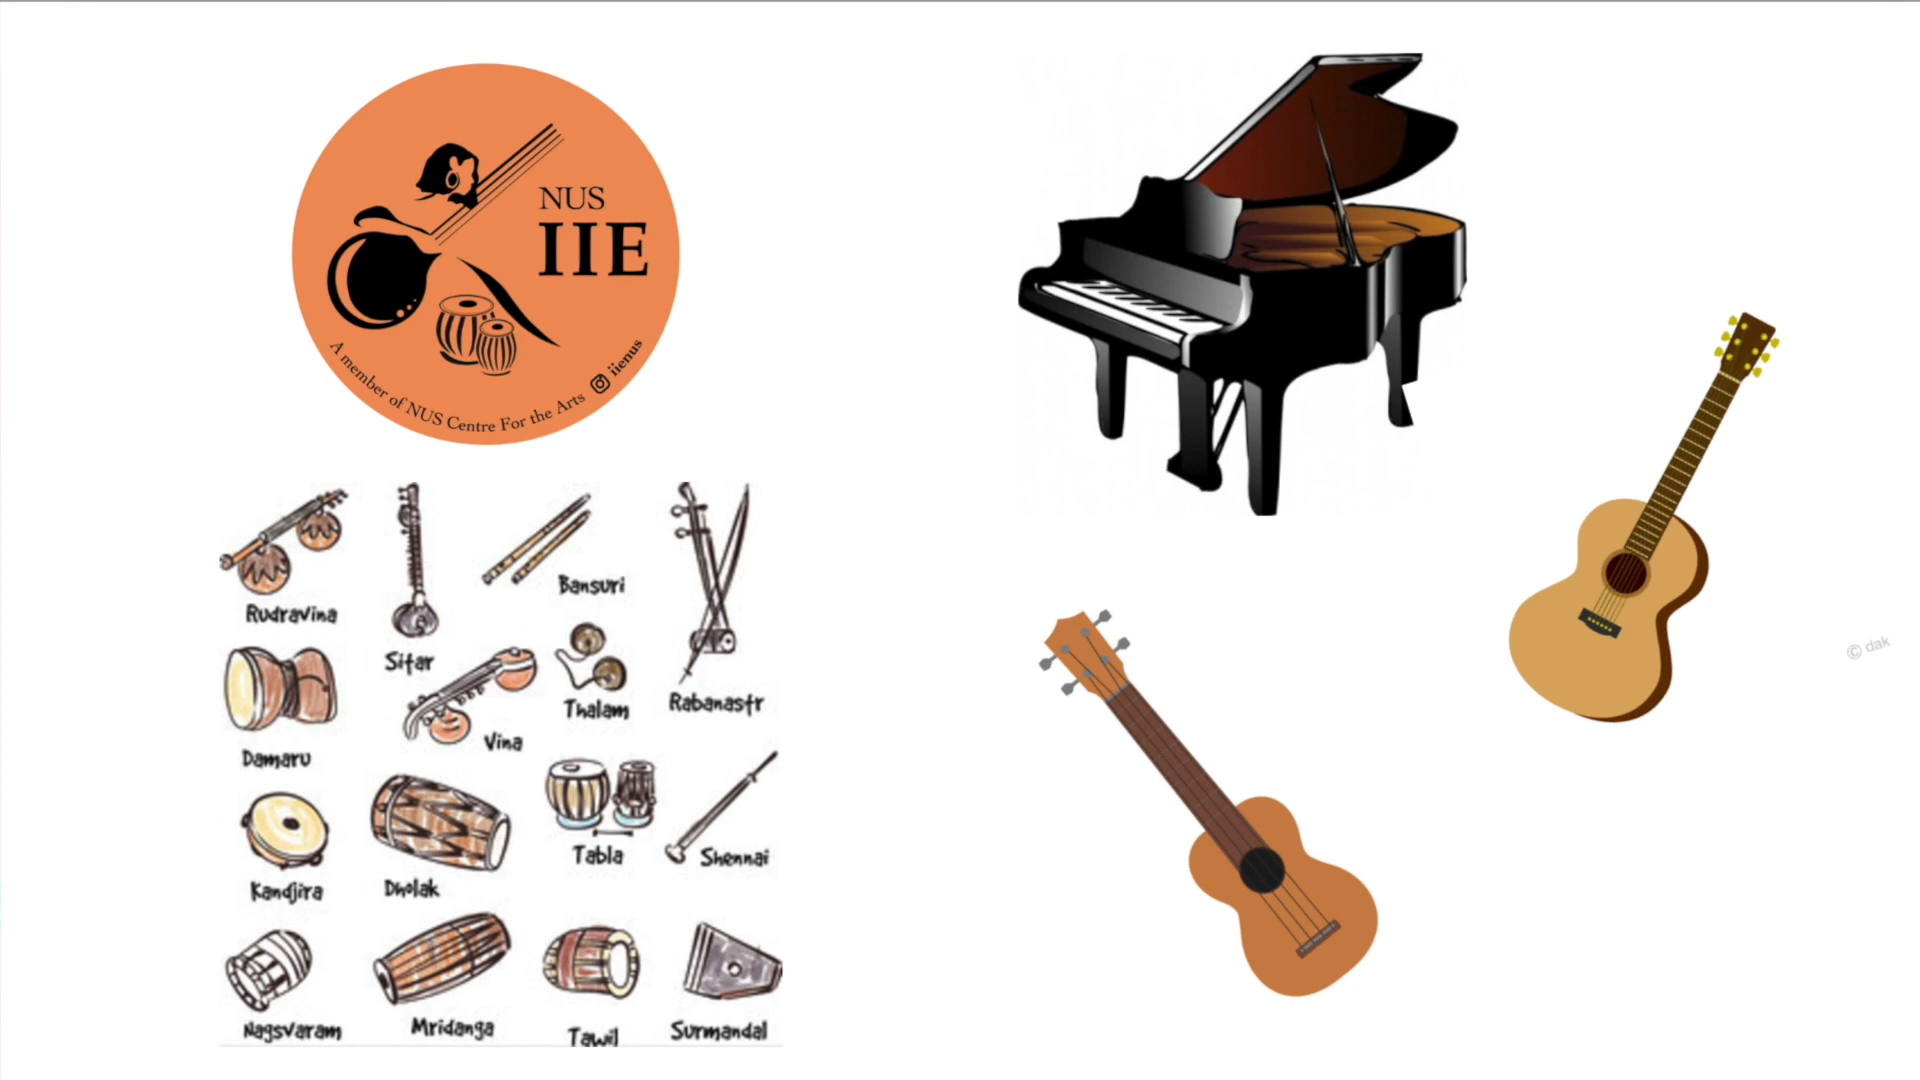 NUS
IIE
A member of NUS Centre For the Arts
iienus
Rudravina
Sitar
Bansuri
Rabanastr
Damaru
Vina
Thalam
Kandjira
Dholak
Tabla
Shennai
Nagsvaram
Mridanga
Tawil
Surmandal
© dak